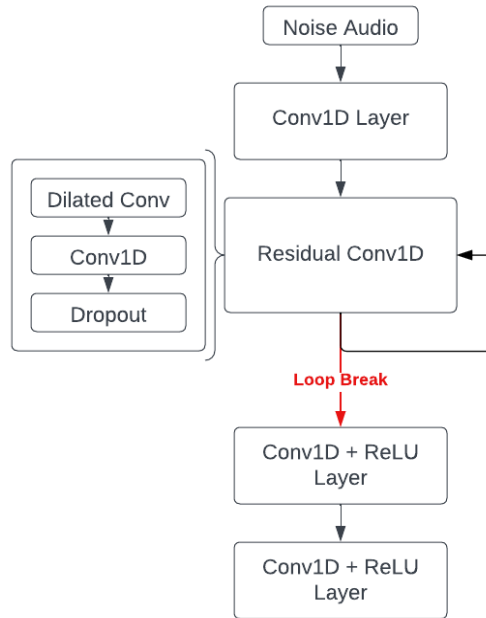 Noise Audio
Conv1D Layer
Dilated Conv
Conv1D
Dropout
Residual Conv1D
Loop Break
Conv1D + ReLU
Layer
Conv1D + ReLU
Layer